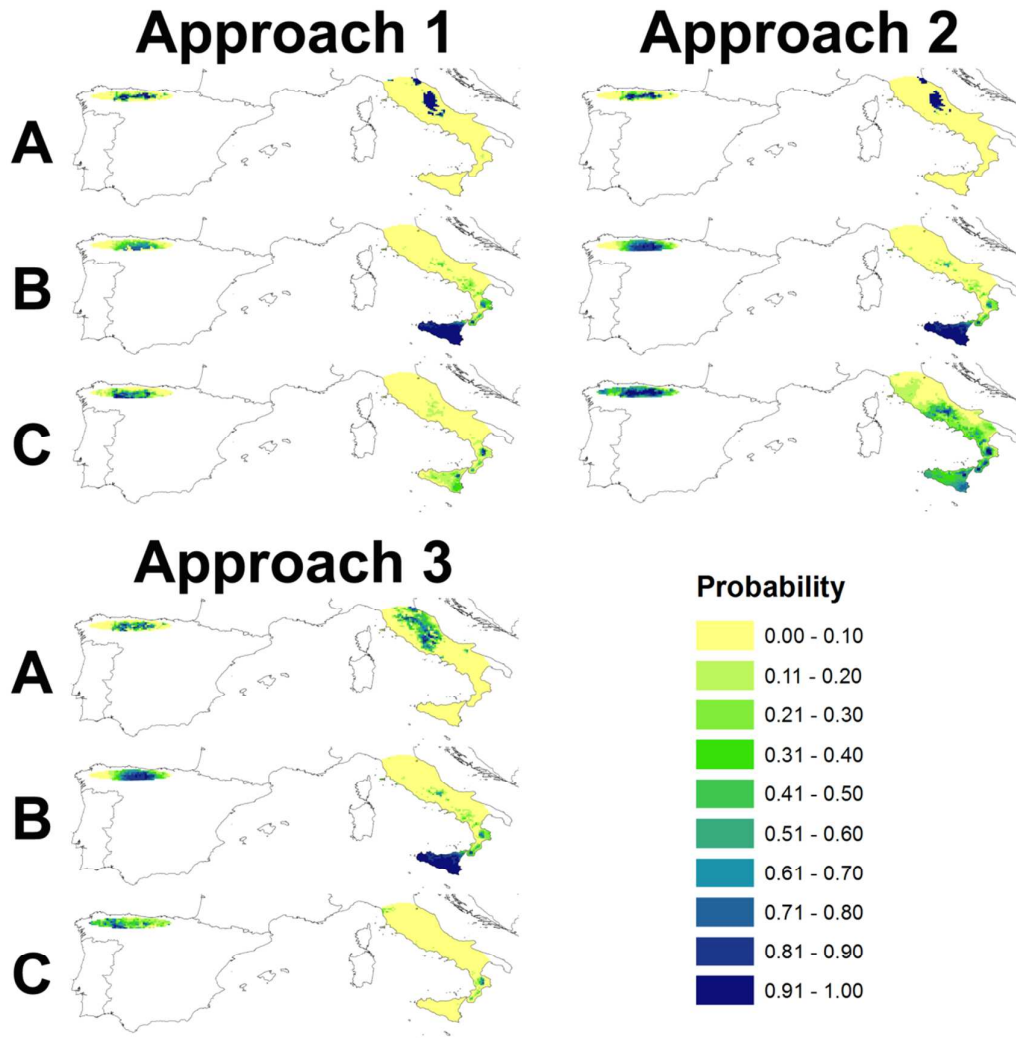 Approach 1
Approach 2
A
B
C
Approach 3
A
B
C
Probability
0.00 - 0.10
0.11 - 0.20
0.21 - 0.30
0.31 - 0.40
0.41 - 0.50
0.51 - 0.60
0.61 - 0.70
0.71 - 0.80
0.81 - 0.90
0.91 - 1.00